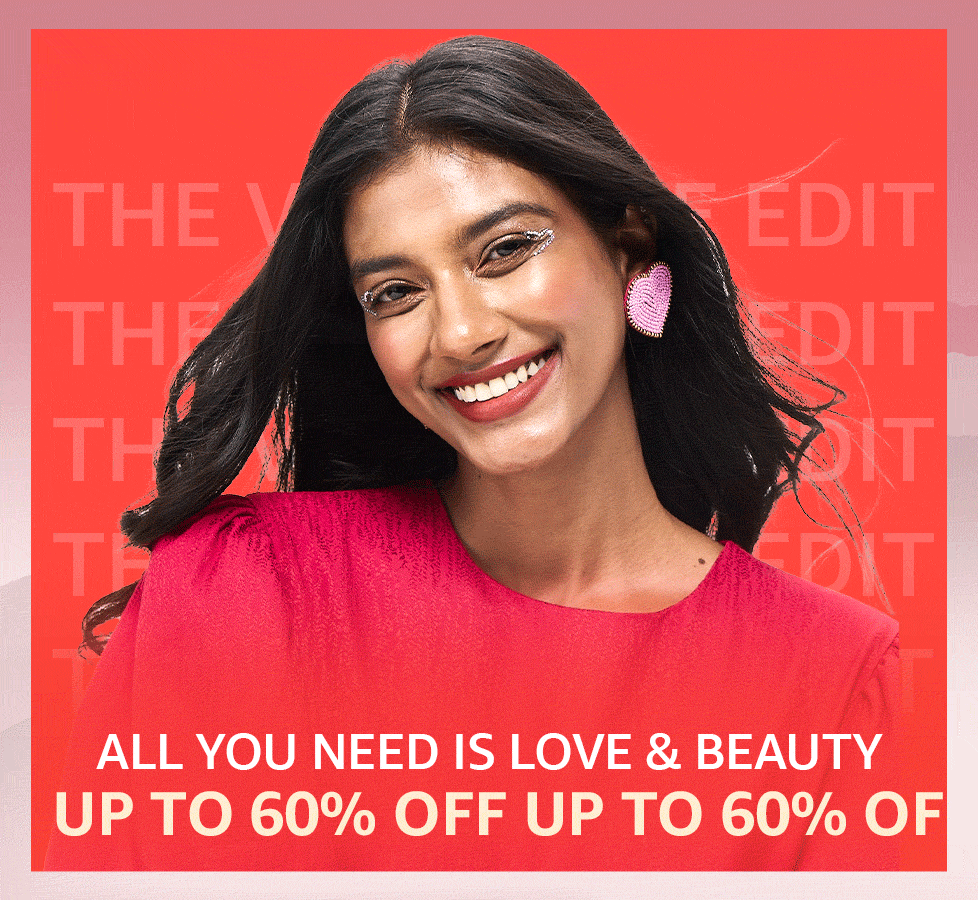 THE EDIT
THE EDIT
THE EDIT
EDIT
ALL YOU NEED IS LOVE & BEAUTY
UP TO 60% OFF UP TO 60% OF